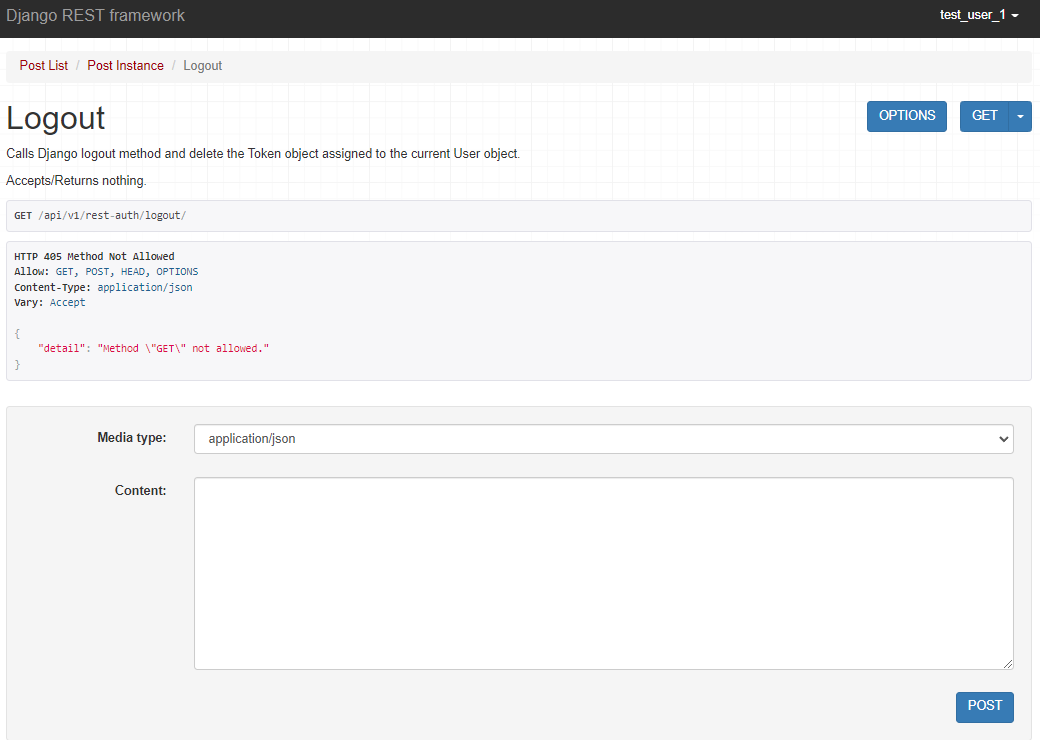 Django REST framework
test_user_1
Post List / Post Instance / Logout
Logout
OPTIONS
GET
Calls Django logout method and delete the Token object assigned to the current User object.
Accepts/Returns nothing.
GET /api/v1/rest-auth/logout/
HTTP 405 Method Not Allowed
Allow: GET, POST, HEAD, OPTIONS
Content-Type: application/json
Vary: Accept
{
    "detail": "Method \"GET\" not allowed."
}
Media type:
application/json
Content:
POST